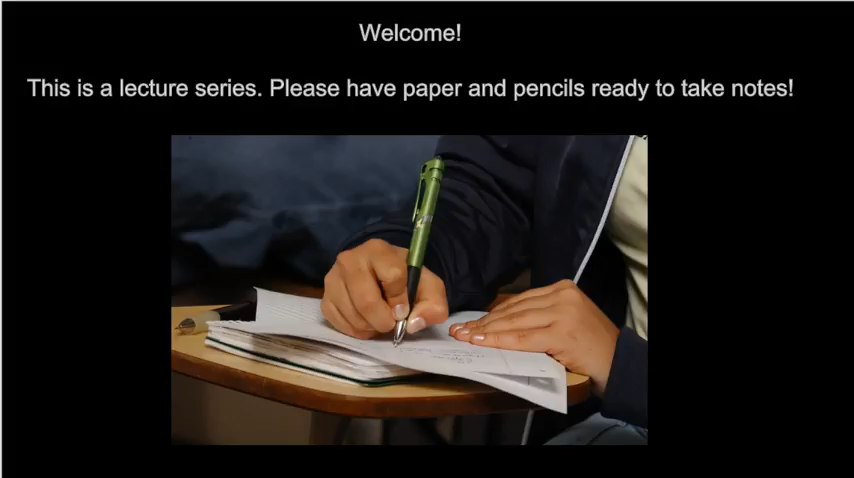 Welcome!
This is a lecture series. Please have paper and pencils ready to take notes!